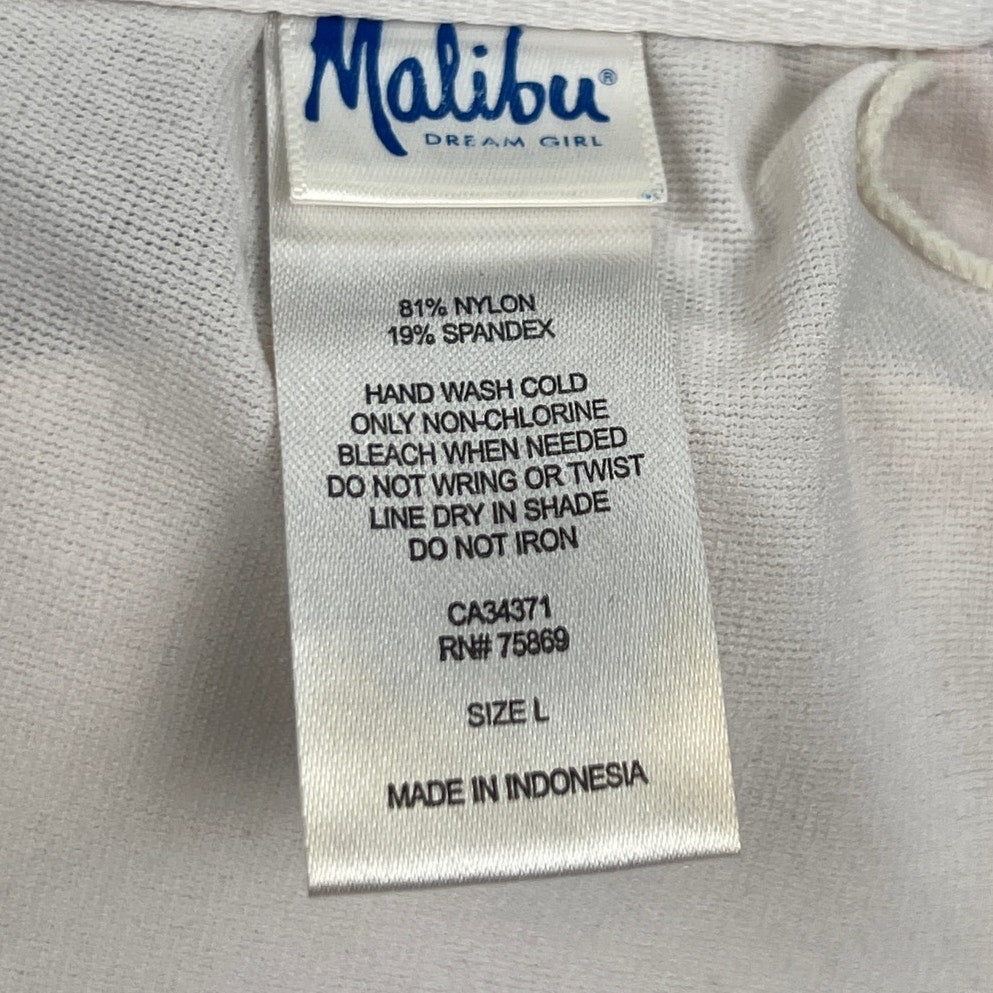 Malibu®
DREAM GIRL
81% NYLON
19% SPANDEX
HAND WASH COLD
ONLY NON-CHLORINE
BLEACH WHEN NEEDED
DO NOT WRING OR TWIST
LINE DRY IN SHADE
DO NOT IRON
CA34371
RN# 75869
SIZE L
MADE IN INDONESIA